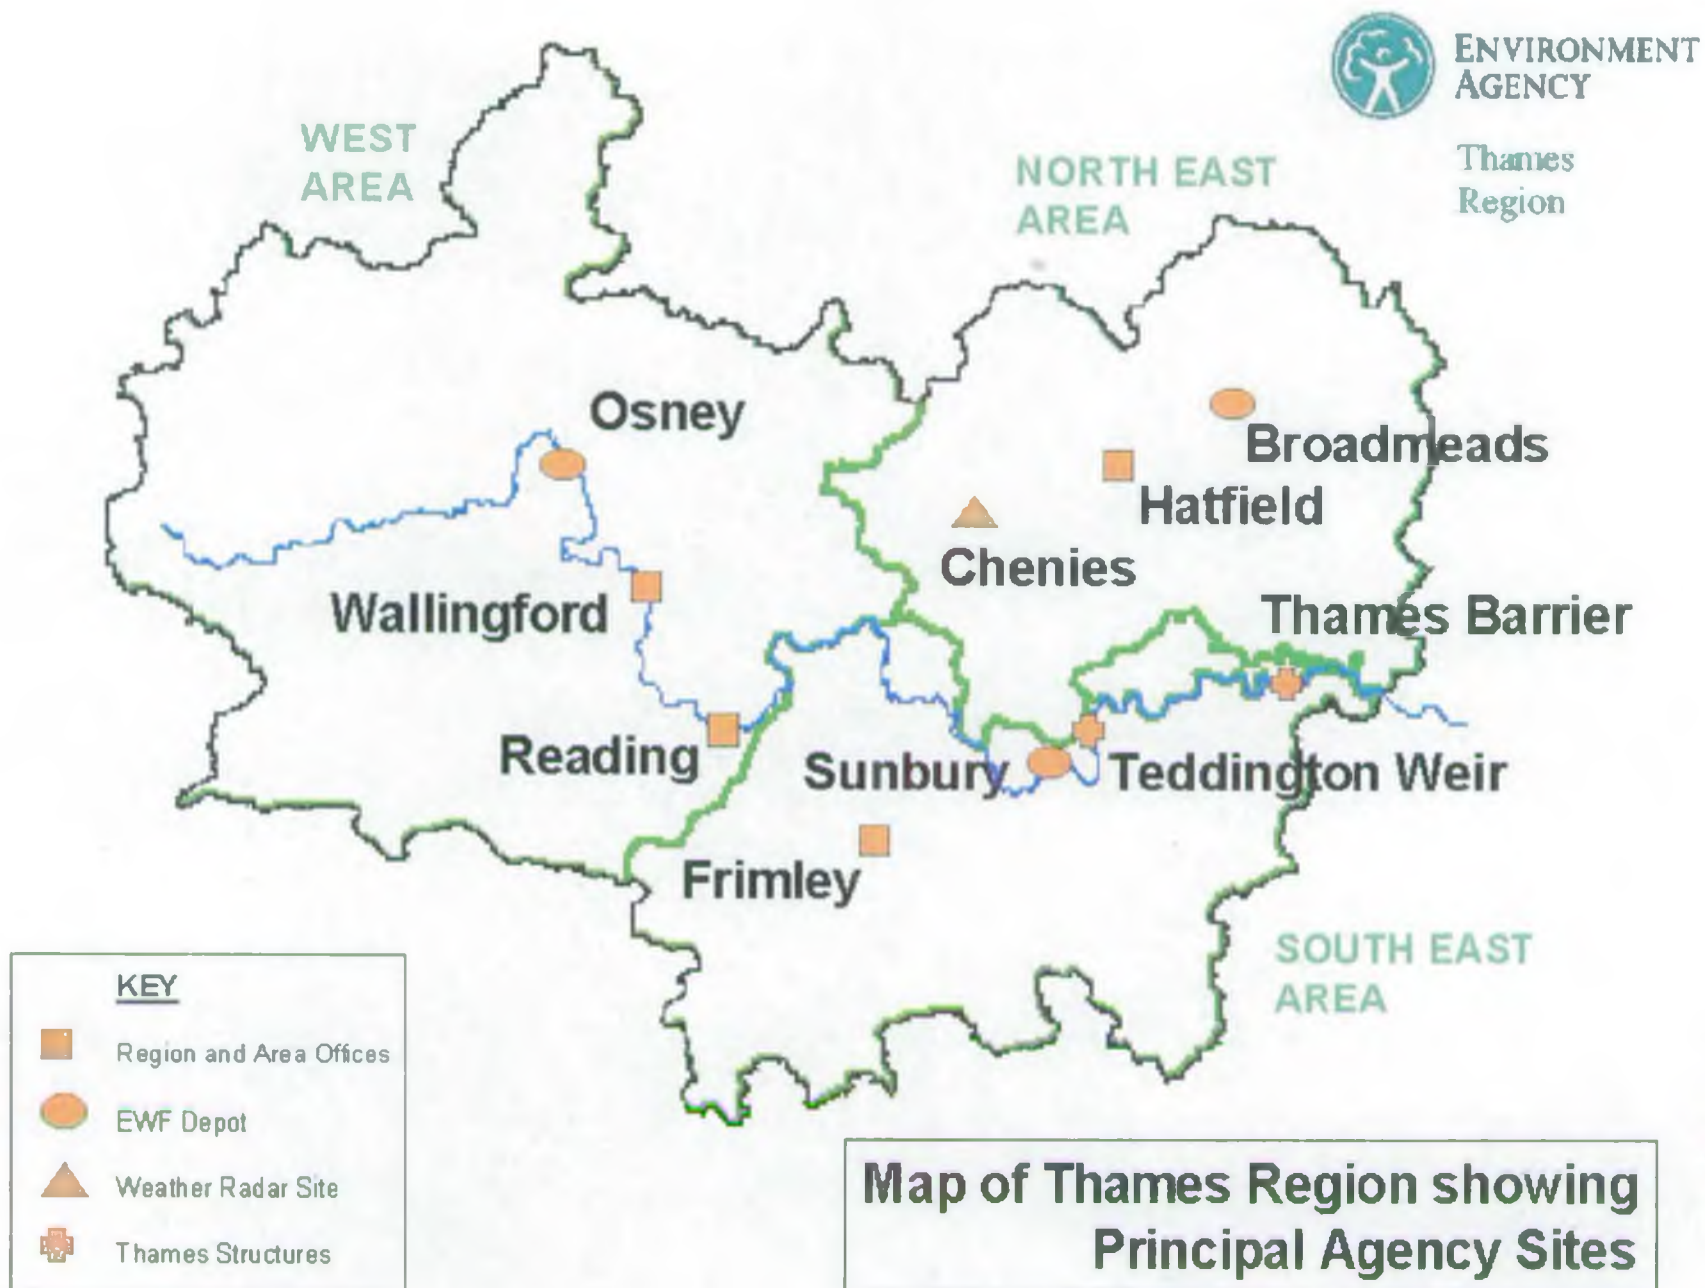 ENVIRONMENT
AGENCY
Thames
Region
WEST
AREA
NORTH EAST
AREA
Osney
Broadmeads
Hatfield
Chenies
Wallingford
Thames Barrier
Reading
Sunbury
Teddington Weir
Frimley
SOUTH EAST
AREA
KEY
Region and Area Offices
EWF Depot
Weather Radar Site
Thames Structures
Map of Thames Region showing
Principal Agency Sites